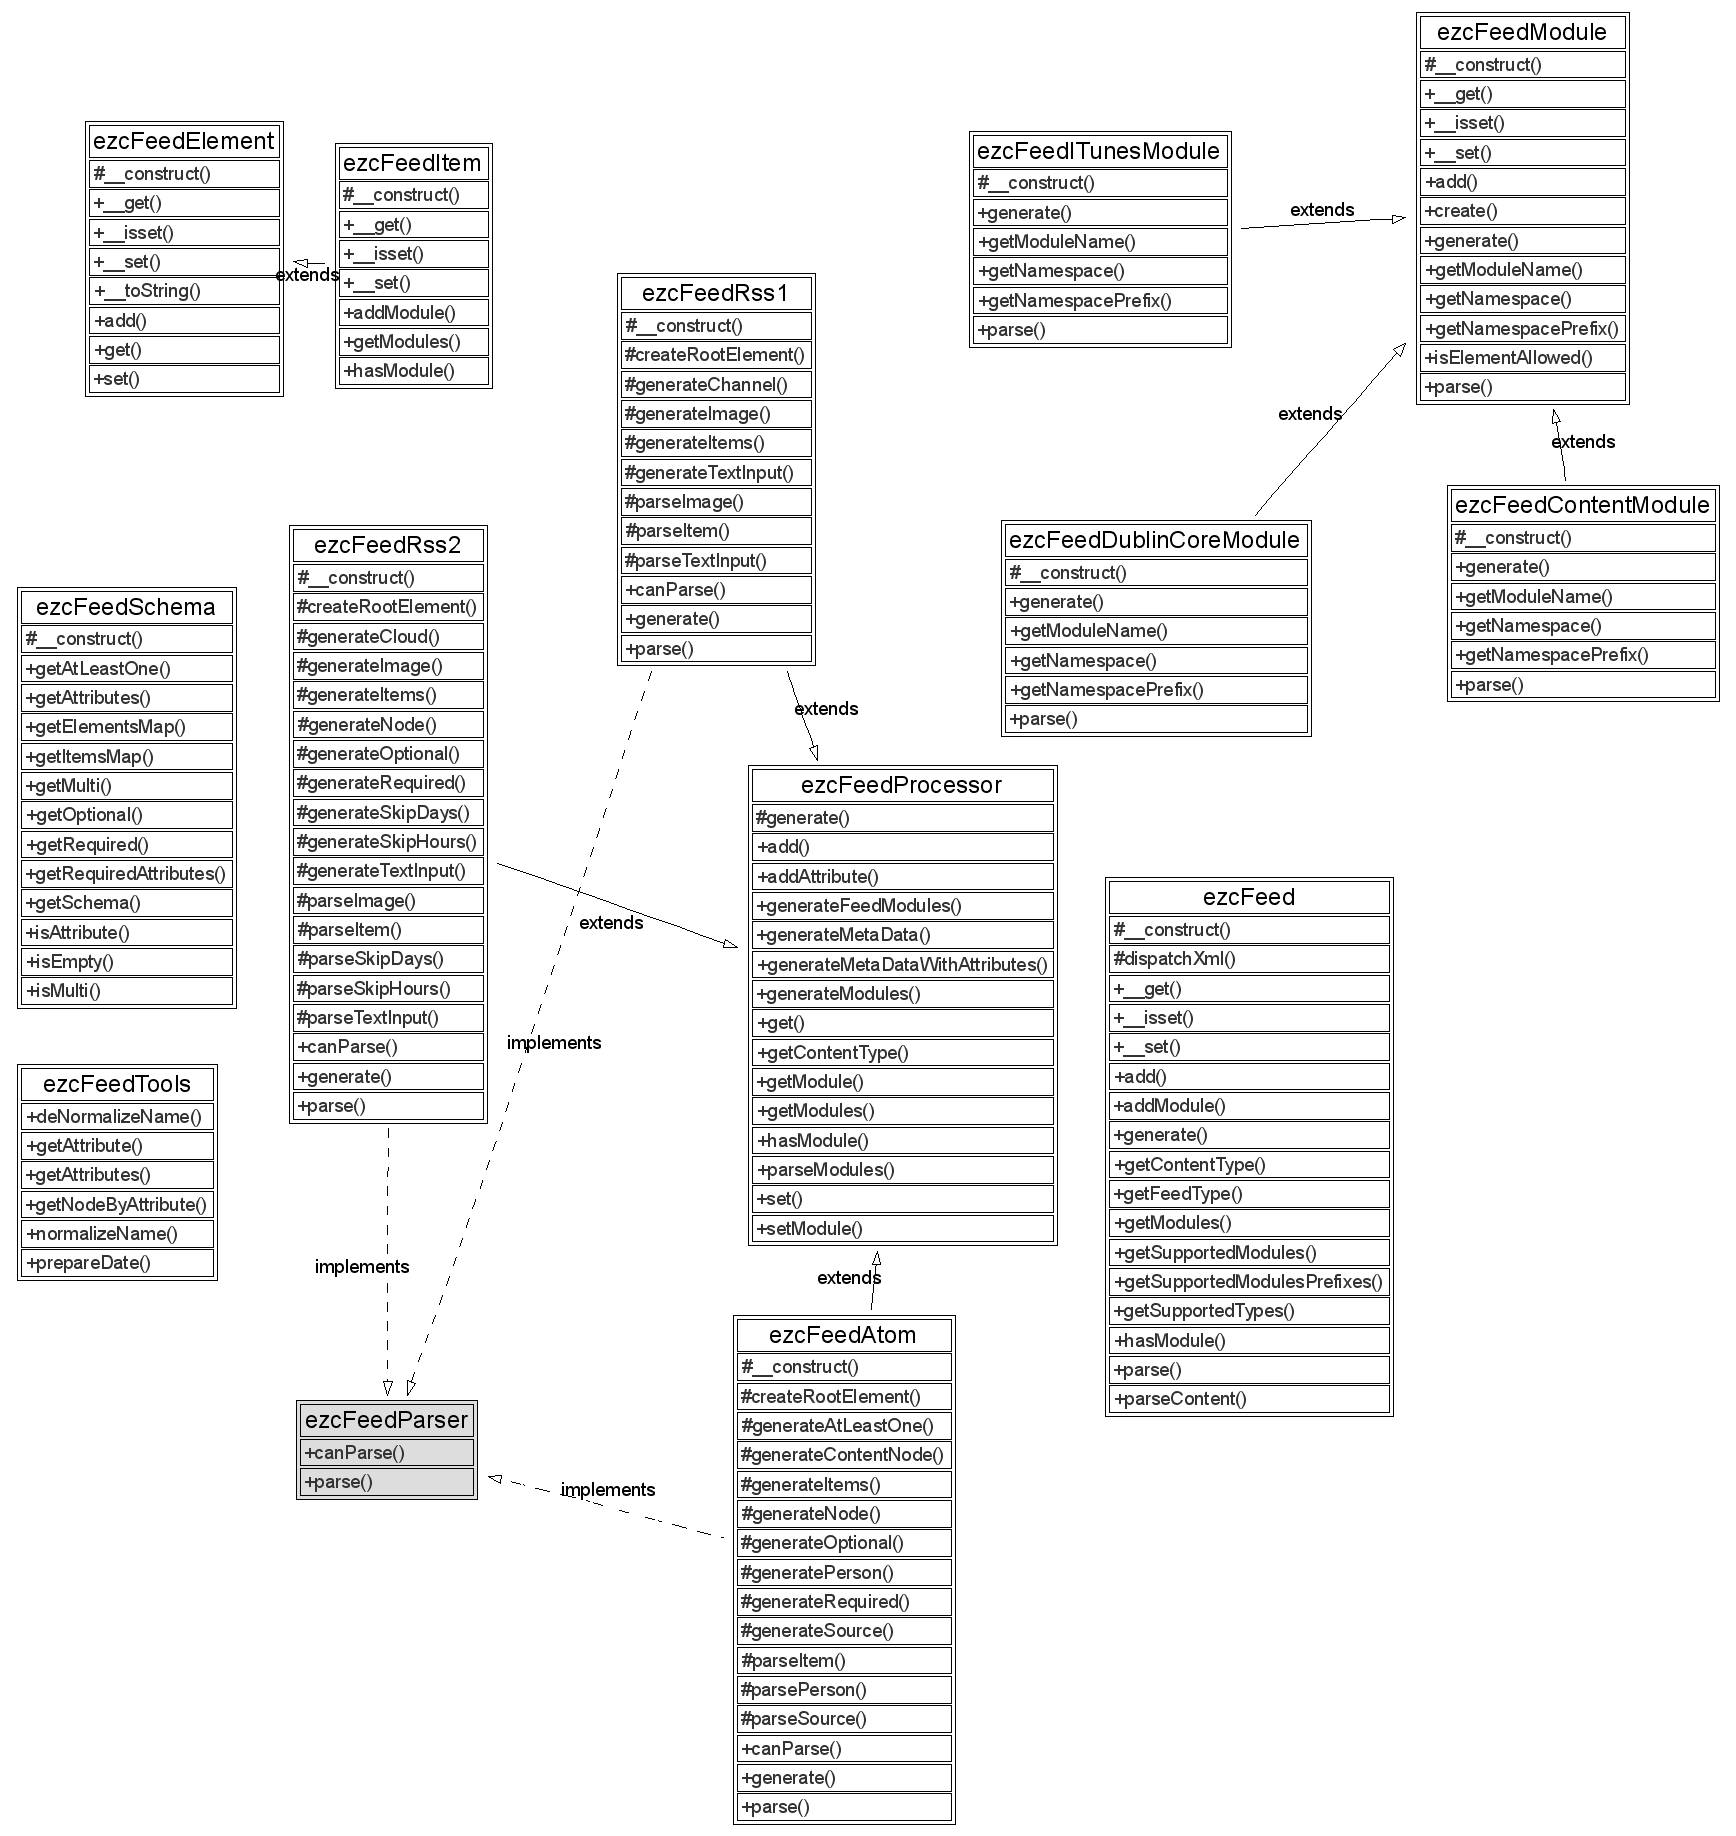 ezcFeedModule
#__construct()
+__get()
+__isset()
+__set()
+add()
+create()
+generate()
+getModuleName()
+getNamespace()
+getNamespacePrefix()
+isElementAllowed()
+parse()
ezcFeedElement
#__construct()
+__get()
+__isset()
+__set()
+__toString()
+add()
+get()
+set()
extends
ezcFeedItem
#__construct()
+__get()
+__isset()
+__set()
+addModule()
+getModules()
+hasModule()
ezcFeedITunesModule
#__construct()
+generate()
+getModuleName()
+getNamespace()
+getNamespacePrefix()
+parse()
extends
extends
extends
ezcFeedRss1
#__construct()
#createRootElement()
#generateChannel()
#generateImage()
#generateItems()
#generateTextInput()
#parseImage()
#parseItem()
#parseTextInput()
+canParse()
+generate()
+parse()
ezcFeedContentModule
#__construct()
+generate()
+getModuleName()
+getNamespace()
+getNamespacePrefix()
+parse()
ezcFeedDublinCoreModule
#__construct()
+generate()
+getModuleName()
+getNamespace()
+getNamespacePrefix()
+parse()
ezcFeedRss2
#__construct()
#createRootElement()
#generateCloud()
#generateImage()
#generateItems()
#generateNode()
#generateOptional()
#generateRequired()
#generateSkipDays()
#generateSkipHours()
#generateTextInput()
#parseImage()
#parseItem()
#parseSkipDays()
#parseSkipHours()
#parseTextInput()
+canParse()
+generate()
+parse()
ezcFeedSchema
#__construct()
+getAtLeastOne()
+getAttributes()
+getElementsMap()
+getItemsMap()
+getMulti()
+getOptional()
+getRequired()
+getRequiredAttributes()
+getSchema()
+isAttribute()
+isEmpty()
+isMulti()
extends
extends
implements
ezcFeedProcessor
#generate()
+add()
+addAttribute()
+generateFeedModules()
+generateMetaData()
+generateMetaDataWithAttributes()
+generateModules()
+get()
+getContentType()
+getModule()
+getModules()
+hasModule()
+parseModules()
+set()
+setModule()
ezcFeed
#__construct()
#dispatchXml()
+__get()
+__isset()
+__set()
+add()
+addModule()
+generate()
+getContentType()
+getFeedType()
+getModules()
+getSupportedModules()
+getSupportedModulesPrefixes()
+getSupportedTypes()
+hasModule()
+parse()
+parseContent()
ezcFeedTools
+deNormalizeName()
+getAttribute()
+getAttributes()
+getNodeByAttribute()
+normalizeName()
+prepareDate()
implements
extends
ezcFeedParser
+canParse()
+parse()
implements
ezcFeedAtom
#__construct()
#createRootElement()
#generateAtLeastOne()
#generateContentNode()
#generateItems()
#generateNode()
#generateOptional()
#generatePerson()
#generateRequired()
#generateSource()
#parseItem()
#parsePerson()
#parseSource()
+canParse()
+generate()
+parse()